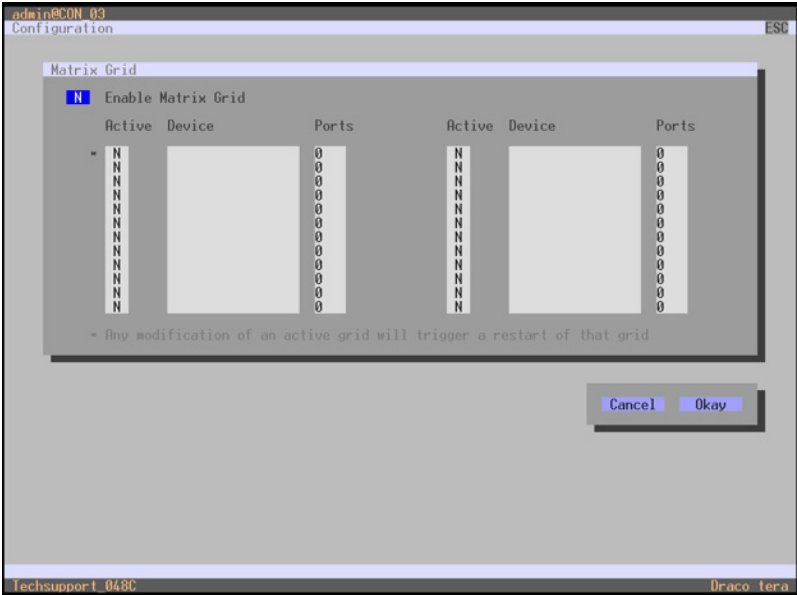 admin@CON_03
Configuration ESC
Matrix Grid
N Enable Matrix Grid
Active Device Ports Active Device Ports
* N 0 N 0
N 0 N 0
N 0 N 0
N 0 N 0
N 0 N 0
N 0 N 0
N 0 N 0
N 0 N 0
N 0 N 0
N 0 N 0
N 0 N 0
N 0 N 0
* Any modification of an active grid will trigger a restart of that grid
Cancel Okay
Techsupport_048C Draco tera